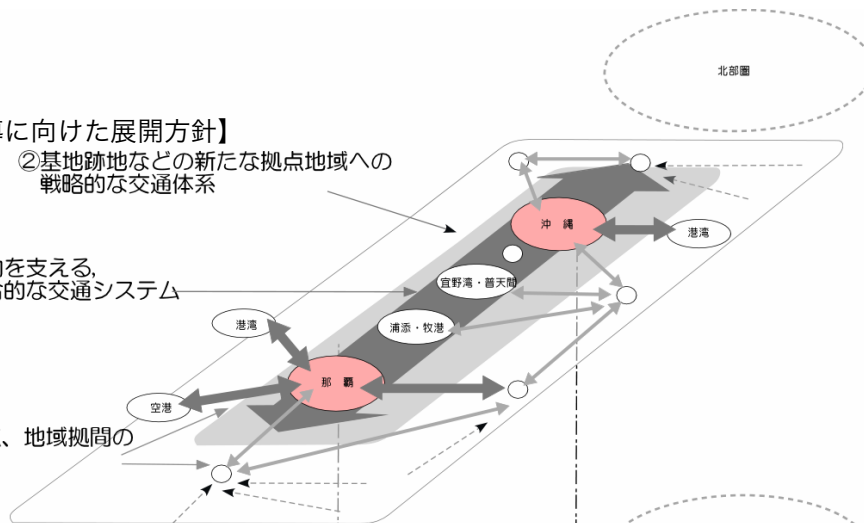 北部圏
に向けた展開方針】
②基地跡地などの新たな拠点地域への
戦略的な交通体系
沖縄
港湾
を支える,
的な交通システム
宜野湾・普天間
港湾
浦添・牧港
那覇
空港
、地域拠間の